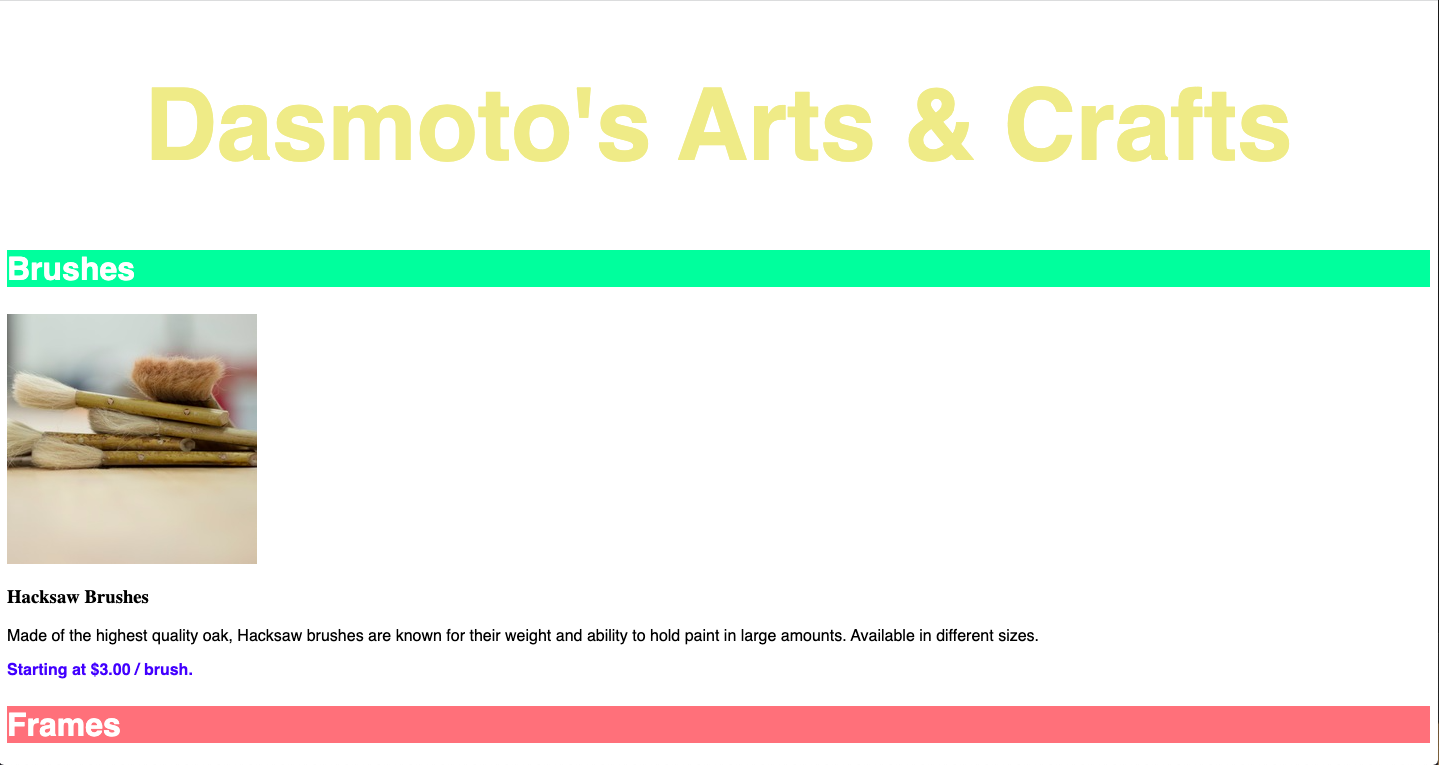 Dasmoto's Arts & Crafts
Brushes
Hacksaw Brushes
Made of the highest quality oak, Hacksaw brushes are known for their weight and ability to hold paint in large amounts. Available in different sizes.
Starting at $3.00 / brush.
Frames